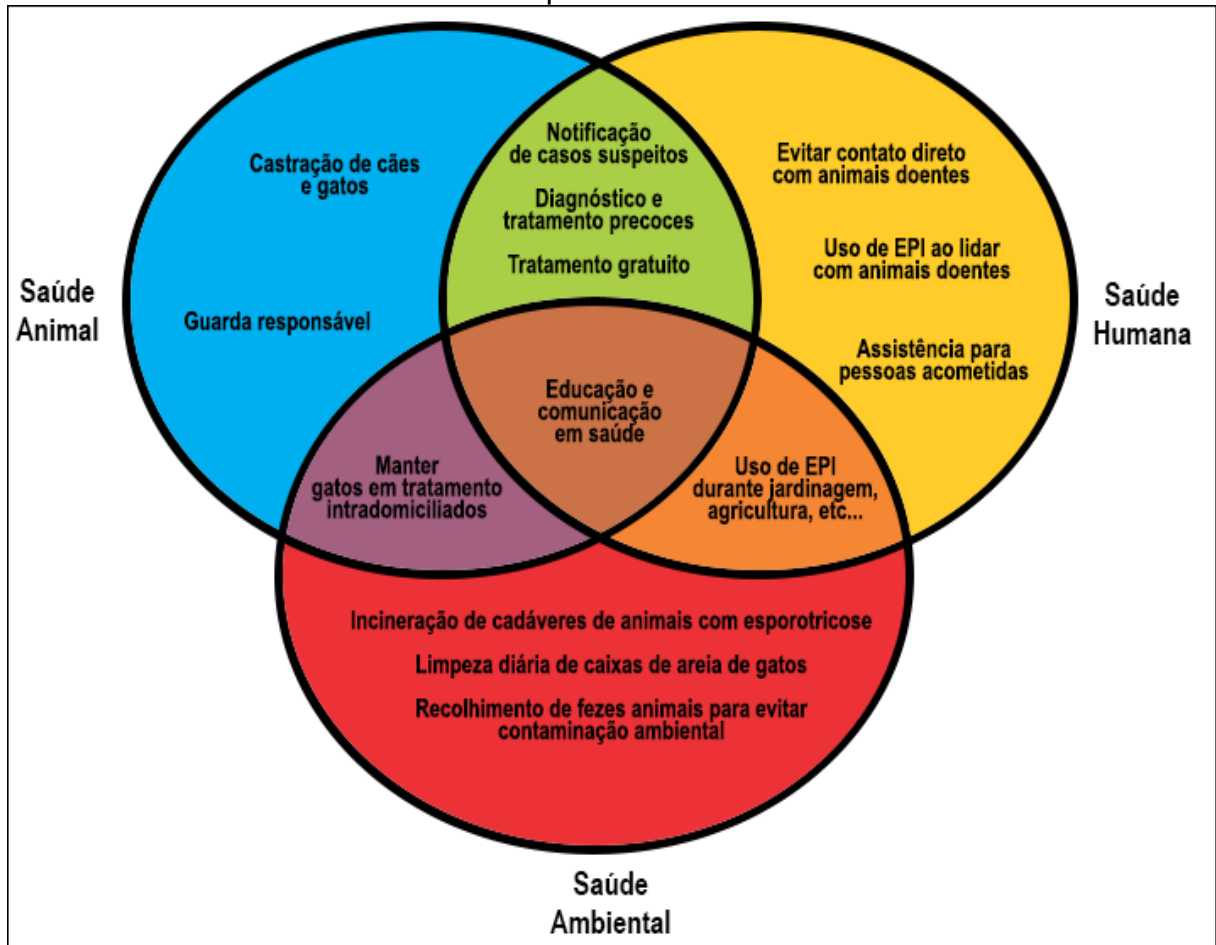 Castração de cães
e gatos
Guarda responsável
Saúde
Animal
Notificação
de casos suspeitos
Diagnóstico e
tratamento precoces
Tratamento gratuito
Evitar contato direto
com animais doentes
Uso de EPI ao lidar
com animais doentes
Assistência para
pessoas acometidas
Saúde
Humana
Educação e
comunicação
em saúde
Manter
gatos em tratamento
intradomiciliados
Uso de EPI
durante jardinagem,
agricultura, etc...
Incineração de cadáveres de animais com esporotricose
Limpeza diária de caixas de areia de gatos
Recolhimento de fezes animais para evitar
contaminação ambiental
Saúde
Ambiental